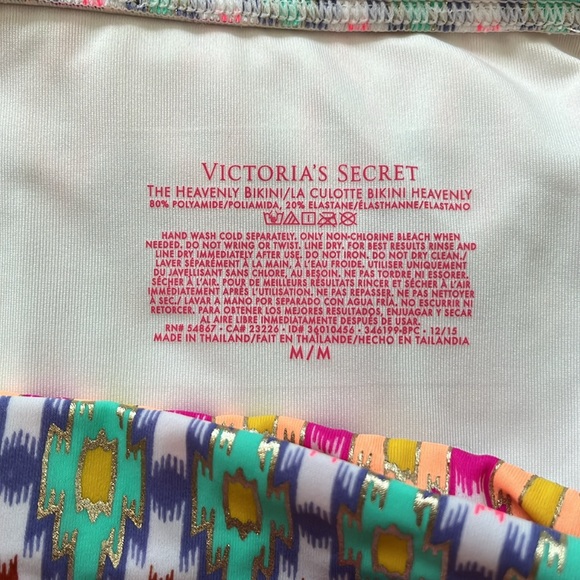 VICTORIA'S SECRET
THE HEAVENLY BIKINI/LA CULOTTE BIKINI HEAVENLY
80% POLYAMIDE/POLIAMIDA, 20% ELASTANE/ÉLASTHANNE/ELASTANO
HAND WASH COLD SEPARATELY. ONLY NON-CHLORINE BLEACH WHEN
NEEDED. DO NOT WRING OR TWIST. LINE DRY. FOR BEST RESULTS RINSE AND
LINE DRY IMMEDIATELY AFTER USE. DO NOT IRON. DO NOT DRY CLEAN./
LAVER SÉPARÉMENT À LA MAIN, À L'EAU FROIDE. UTILISER UNIQUEMENT
DU JAVELLISANT SANS CHLORE, AU BESOIN. NE PAS TORDRE NI ESSORER.
SÉCHER À L'AIR. POUR DE MEILLEURS RÉSULTATS RINCER ET SÉCHER À L'AIR
IMMÉDIATEMENT APRÈS L'UTILISATION. NE PAS REPASSER. NE PAS NETTOYER
À SEC./ LAVAR A MANO POR SEPARADO CON AGUA FRÍA. NO ESCURRIR NI
RETORCER. PARA OBTENER LOS MEJORES RESULTADOS, ENJUAGAR Y SECAR
AL AIRE LIBRE INMEDIATAMENTE DESPUÉS DE USAR.
RN# 54867 • CA# 23226 • ID# 36010456 • 346199-BPC • 12/15
MADE IN THAILAND/FAIT EN THAÏLANDE/HECHO EN TAILANDIA
M/M